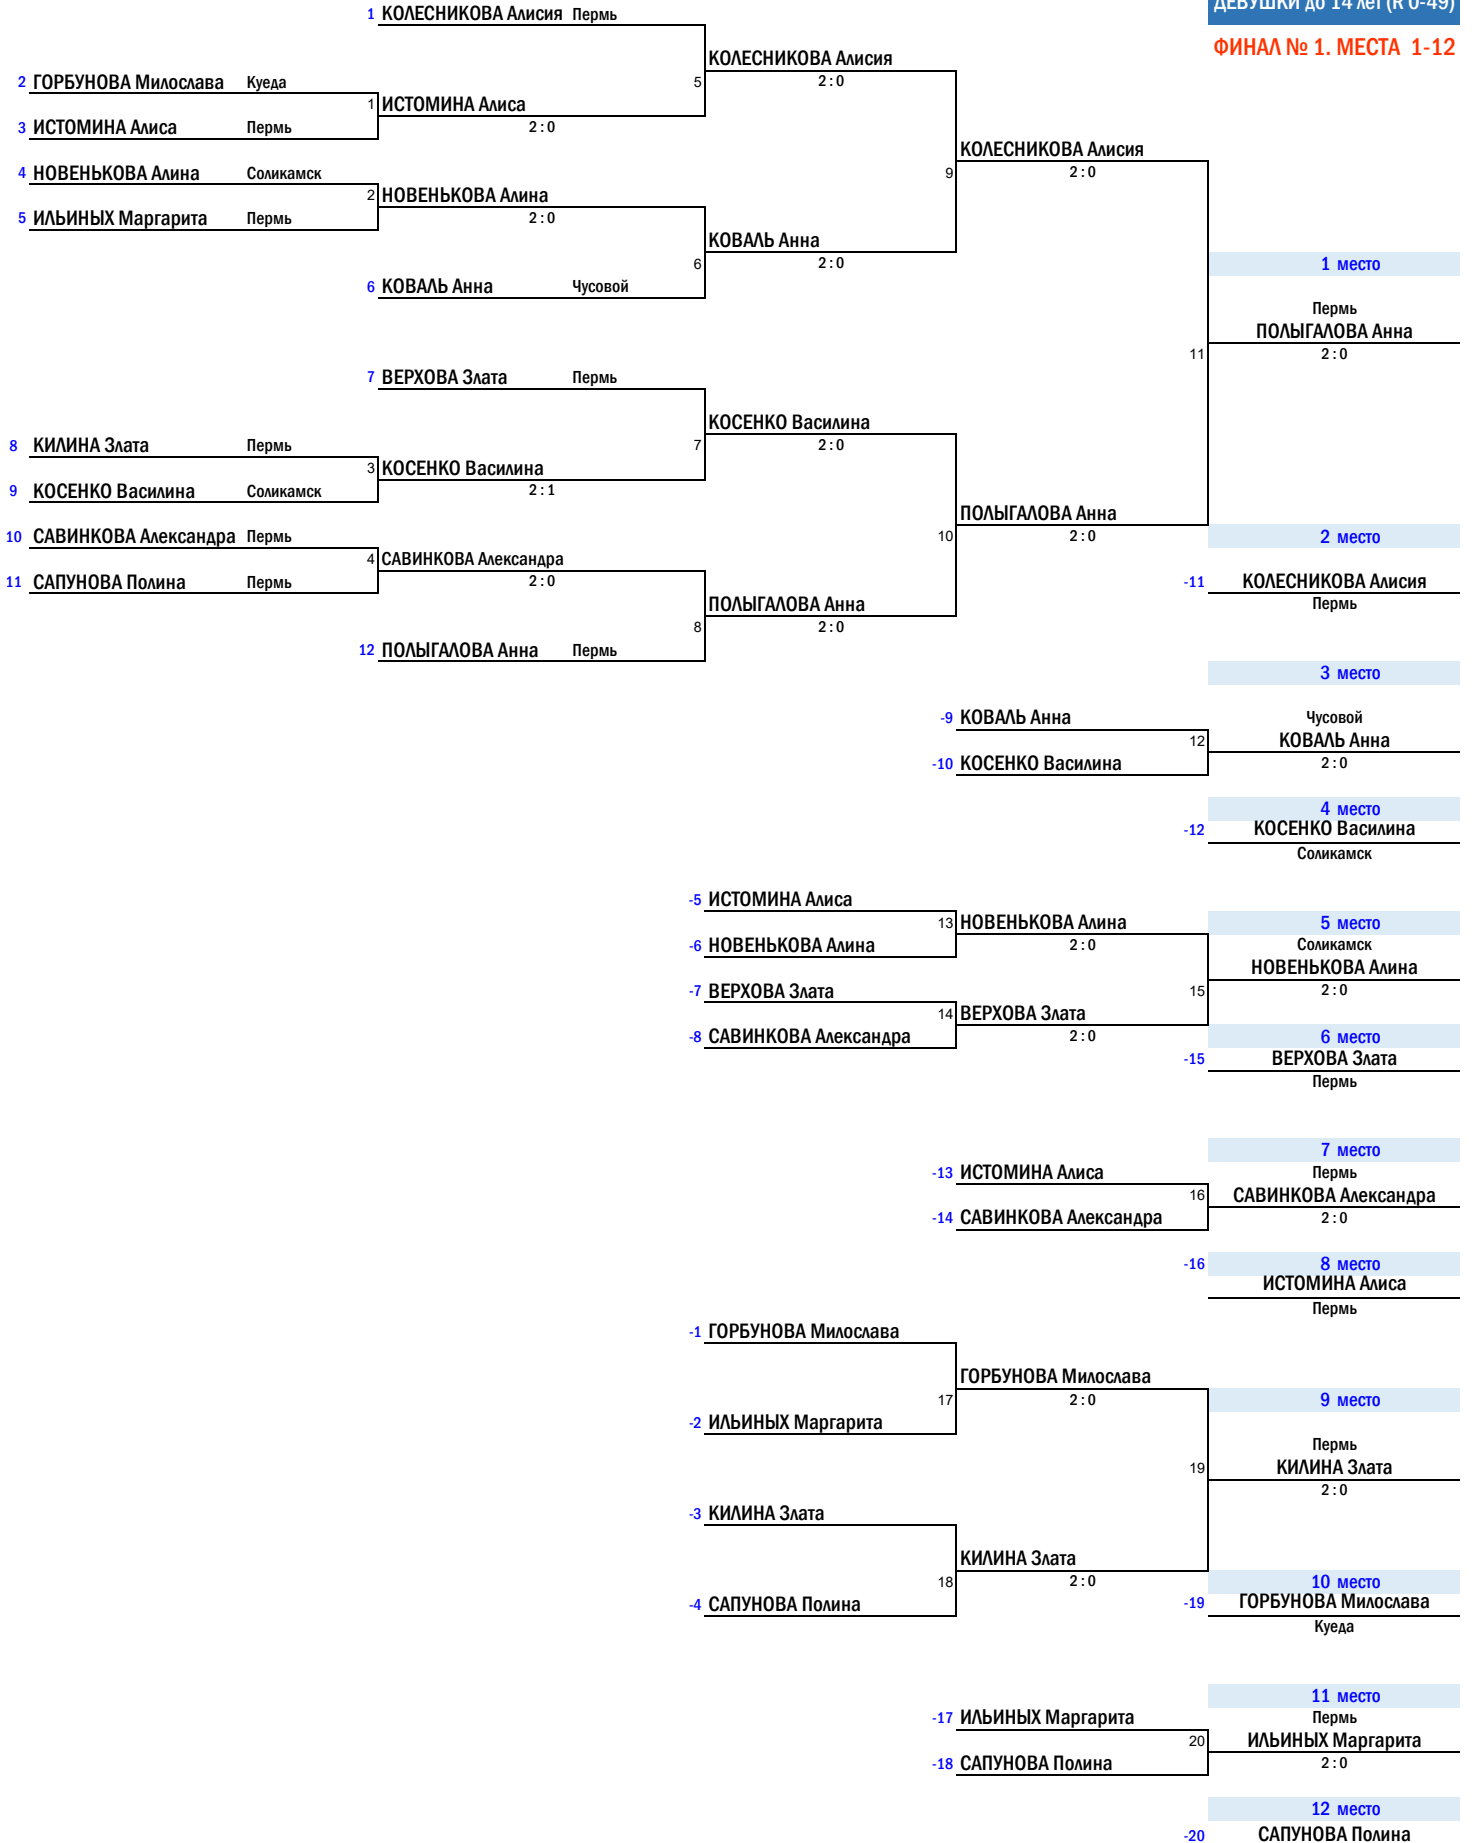 ДЕВУШКИ до 14 лет (R 0-49)
1 КОЛЕСНИКОВА Алисия Пермь
ФИНАЛ № 1. МЕСТА 1-12
КОЛЕСНИКОВА Алисия
2 ГОРБУНОВА Милослава Куеда
5 2 : 0
1 ИСТОМИНА Алиса
3 ИСТОМИНА Алиса Пермь
2 : 0
КОЛЕСНИКОВА Алисия
4 НОВЕНЬКОВА Алина Соликамск
9 2 : 0
2 НОВЕНЬКОВА Алина
5 ИЛЬИНЫХ Маргарита Пермь
2 : 0
КОВАЛЬ Анна
6 2 : 0
1 место
6 КОВАЛЬ Анна Чусовой
Пермь
ПОЛЫГАЛОВА Анна
11 2 : 0
7 ВЕРХОВА Злата Пермь
КОСЕНКО Василина
8 КИЛИНА Злата Пермь
7 2 : 0
3 КОСЕНКО Василина
9 КОСЕНКО Василина Соликамск
2 : 1
ПОЛЫГАЛОВА Анна
10 САВИНКОВА Александра Пермь
10 2 : 0
2 место
4 САВИНКОВА Александра
11 САПУНОВА Полина Пермь
2 : 0
-11 КОЛЕСНИКОВА Алисия
Пермь
ПОЛЫГАЛОВА Анна
8 2 : 0
12 ПОЛЫГАЛОВА Анна Пермь
3 место
-9 КОВАЛЬ Анна
Чусовой
12 КОВАЛЬ Анна
-10 КОСЕНКО Василина
2 : 0
4 место
-12 КОСЕНКО Василина
Соликамск
-5 ИСТОМИНА Алиса
13 НОВЕНЬКОВА Алина
5 место
-6 НОВЕНЬКОВА Алина
2 : 0
Соликамск
НОВЕНЬКОВА Алина
-7 ВЕРХОВА Злата
15 2 : 0
14 ВЕРХОВА Злата
-8 САВИНКОВА Александра
2 : 0
6 место
-15 ВЕРХОВА Злата
Пермь
7 место
-13 ИСТОМИНА Алиса
Пермь
16 САВИНКОВА Александра
-14 САВИНКОВА Александра
2 : 0
-16 8 место
ИСТОМИНА Алиса
Пермь
-1 ГОРБУНОВА Милослава
ГОРБУНОВА Милослава
17 2 : 0
9 место
-2 ИЛЬИНЫХ Маргарита
Пермь
19 КИЛИНА Злата
2 : 0
-3 КИЛИНА Злата
КИЛИНА Злата
18 2 : 0
10 место
-4 САПУНОВА Полина
-19 ГОРБУНОВА Милослава
Куеда
11 место
-17 ИЛЬИНЫХ Маргарита
Пермь
20 ИЛЬИНЫХ Маргарита
-18 САПУНОВА Полина
2 : 0
12 место
-20 САПУНОВА Полина